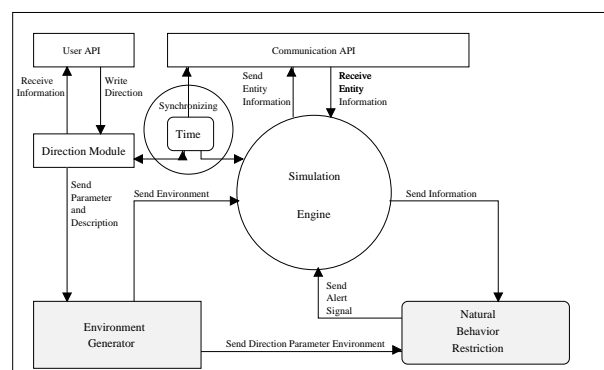 User API
Communication API
Receive
Information
Write
Direction
Send
Entity
Information
Receive
Entity
Information
Synchronizing
Time
Direction Module
Simulation
Engine
Send
Parameter
and
Description
Send Environment
Send Information
Send
Alert
Signal
Environment
Generator
Natural
Behavior
Restriction
Send Direction Parameter Environment